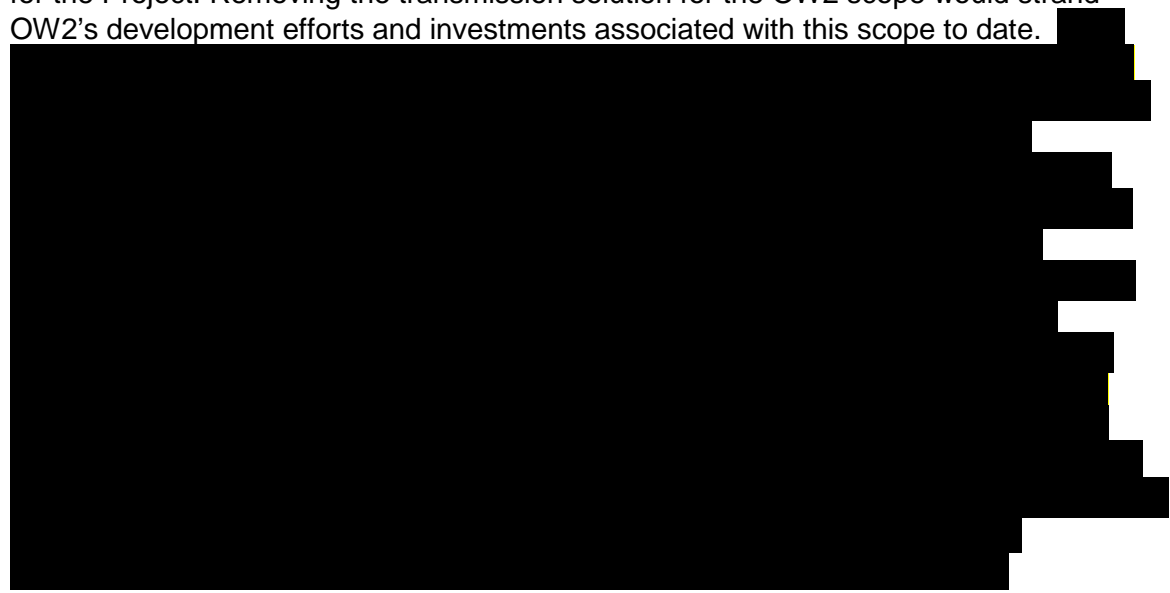 for the Project. Removing the transmission solution for the OW2 scope would strand
OW2’s development efforts and investments associated with this scope to date.